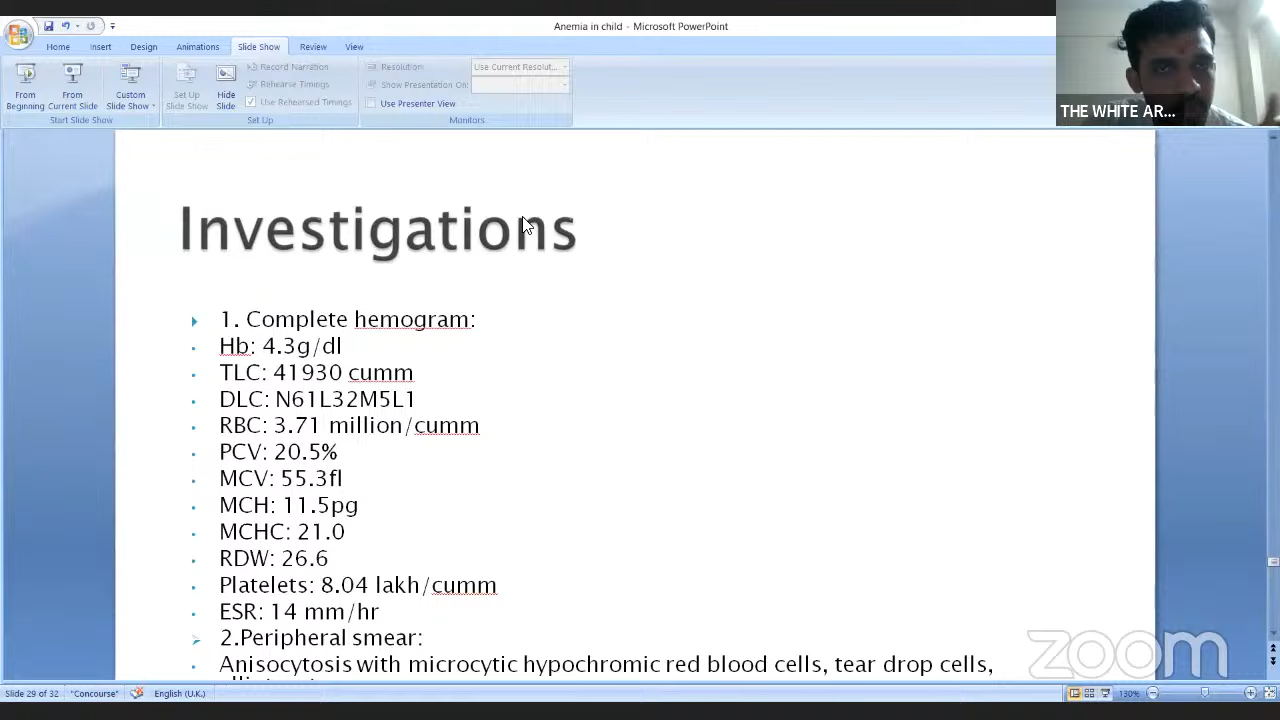 Anemia in child - Microsoft PowerPoint
Home Insert Design Animations Slide Show Review View
From Beginning
From Current Slide
Custom Slide Show
Set Up Slide Show
Hide Slide
Record Narration
Rehearse Timings
Use Rehearsed Timings
Resolution: Use Current Resolut...
Show Presentation On:
Use Presenter View
Start Slide Show Set Up Monitors
THE WHITE AR...
Investigations
1. Complete hemogram:
Hb: 4.3g/dl
TLC: 41930 cumm
DLC: N61L32M5L1
RBC: 3.71 million/cumm
PCV: 20.5%
MCV: 55.3fl
MCH: 11.5pg
MCHC: 21.0
RDW: 26.6
Platelets: 8.04 lakh/cumm
ESR: 14 mm/hr
2.Peripheral smear:
Anisocytosis with microcytic hypochromic red blood cells, tear drop cells,
zoom
Slide 29 of 32 "Concourse" English (U.K.) 130%